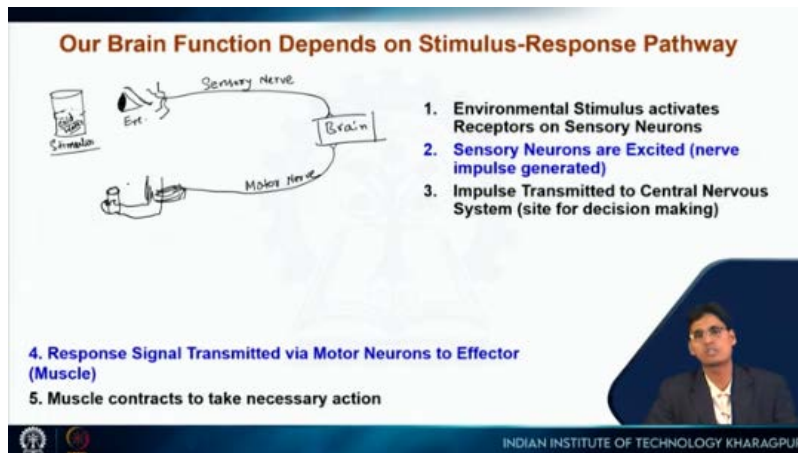 Our Brain Function Depends on Stimulus-Response Pathway
Sensory Nerve
Eye.
Stimulus
Brain
Motor Nerve
1. Environmental Stimulus activates
Receptors on Sensory Neurons
2. Sensory Neurons are Excited (nerve
impulse generated)
3. Impulse Transmitted to Central Nervous
System (site for decision making)
4. Response Signal Transmitted via Motor Neurons to Effector
(Muscle)
5. Muscle contracts to take necessary action
INDIAN INSTITUTE OF TECHNOLOGY KHARAGPUR